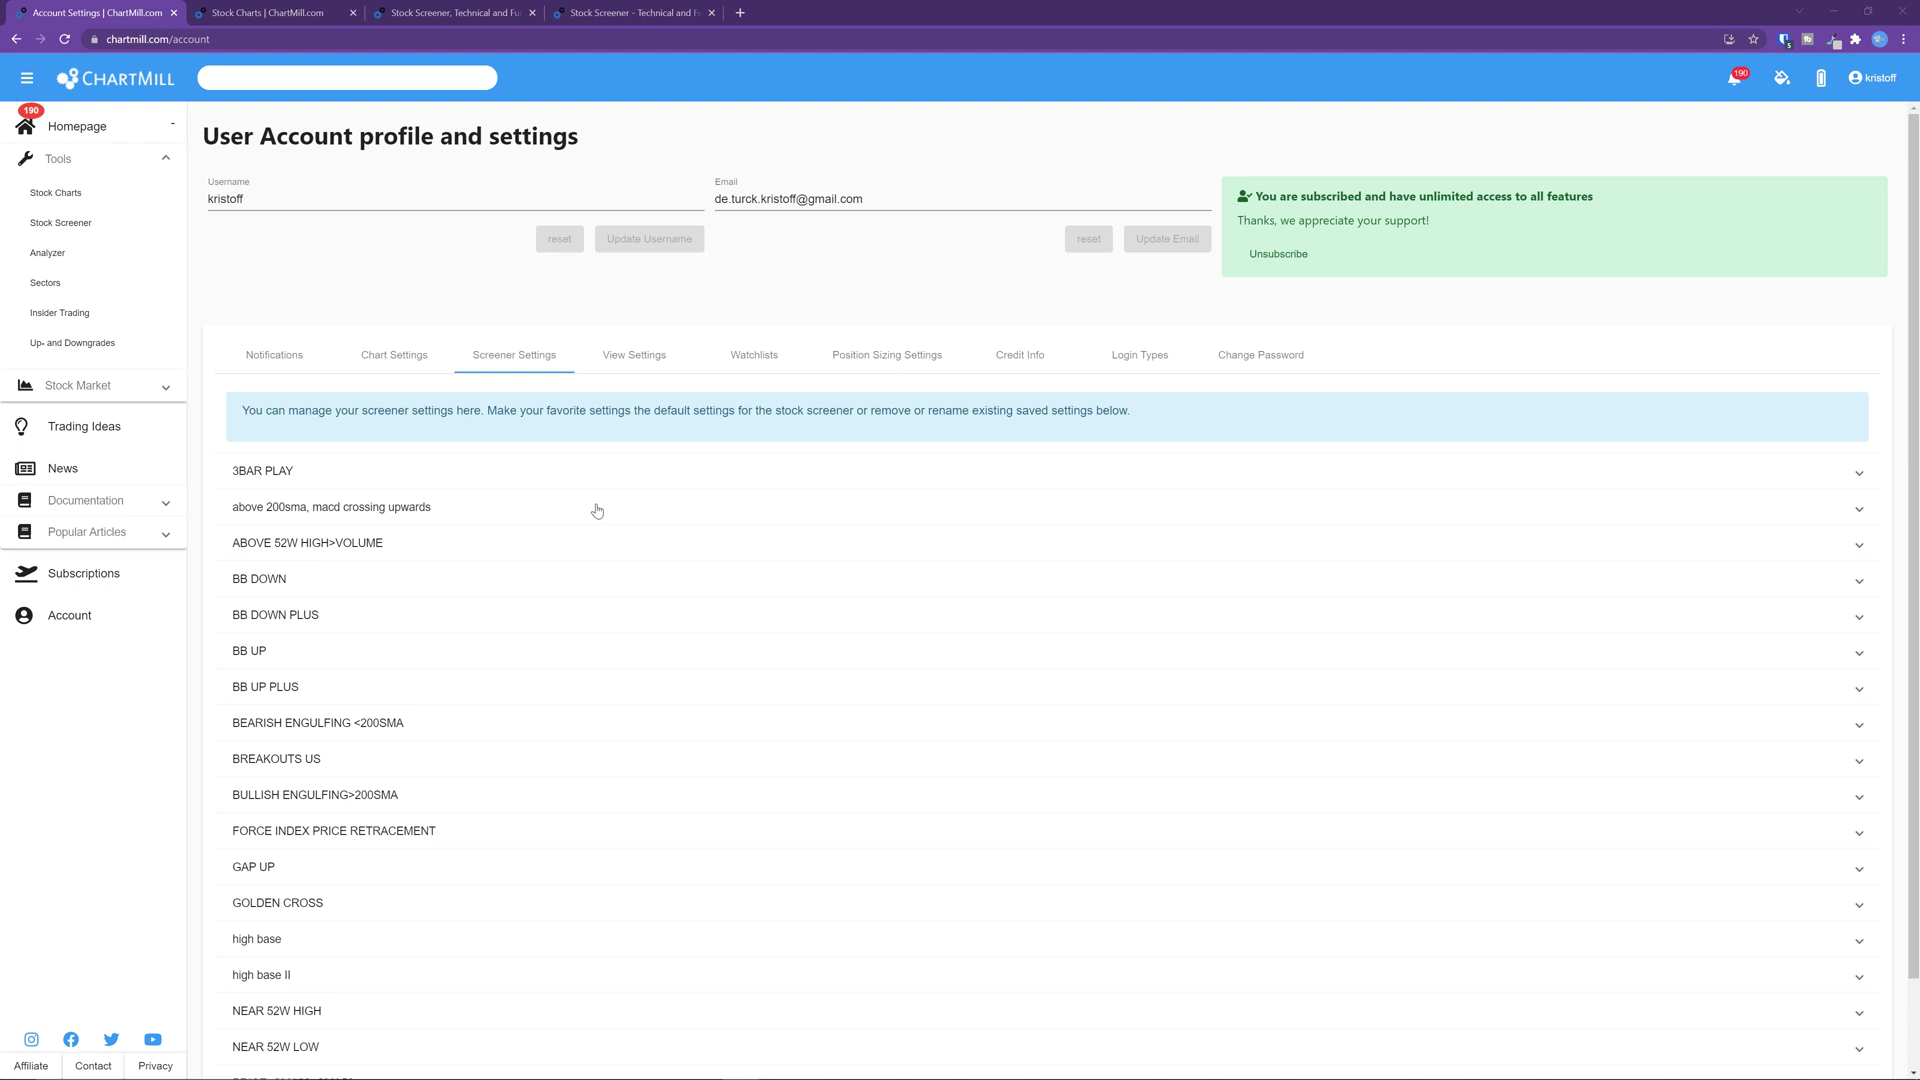 Account Settings | ChartMill.com
Stock Charts | ChartMill.com
Stock Screener, Technical and Fu
Stock Screener - Technical and F
chartmill.com/account
5
CHARTMILL
190
kristoff
190
Homepage
Tools
Stock Charts
Stock Screener
Analyzer
Sectors
Insider Trading
Up- and Downgrades
Stock Market
Trading Ideas
News
Documentation
Popular Articles
Subscriptions
Account
Affiliate
Contact
Privacy
User Account profile and settings
Username
kristoff
reset
Update Username
Email
de.turck.kristoff@gmail.com
reset
Update Email
You are subscribed and have unlimited access to all features
Thanks, we appreciate your support!
Unsubscribe
Notifications
Chart Settings
Screener Settings
View Settings
Watchlists
Position Sizing Settings
Credit Info
Login Types
Change Password
You can manage your screener settings here. Make your favorite settings the default settings for the stock screener or remove or rename existing saved settings below.
3BAR PLAY
above 200sma, macd crossing upwards
ABOVE 52W HIGH>VOLUME
BB DOWN
BB DOWN PLUS
BB UP
BB UP PLUS
BEARISH ENGULFING <200SMA
BREAKOUTS US
BULLISH ENGULFING>200SMA
FORCE INDEX PRICE RETRACEMENT
GAP UP
GOLDEN CROSS
high base
high base II
NEAR 52W HIGH
NEAR 52W LOW